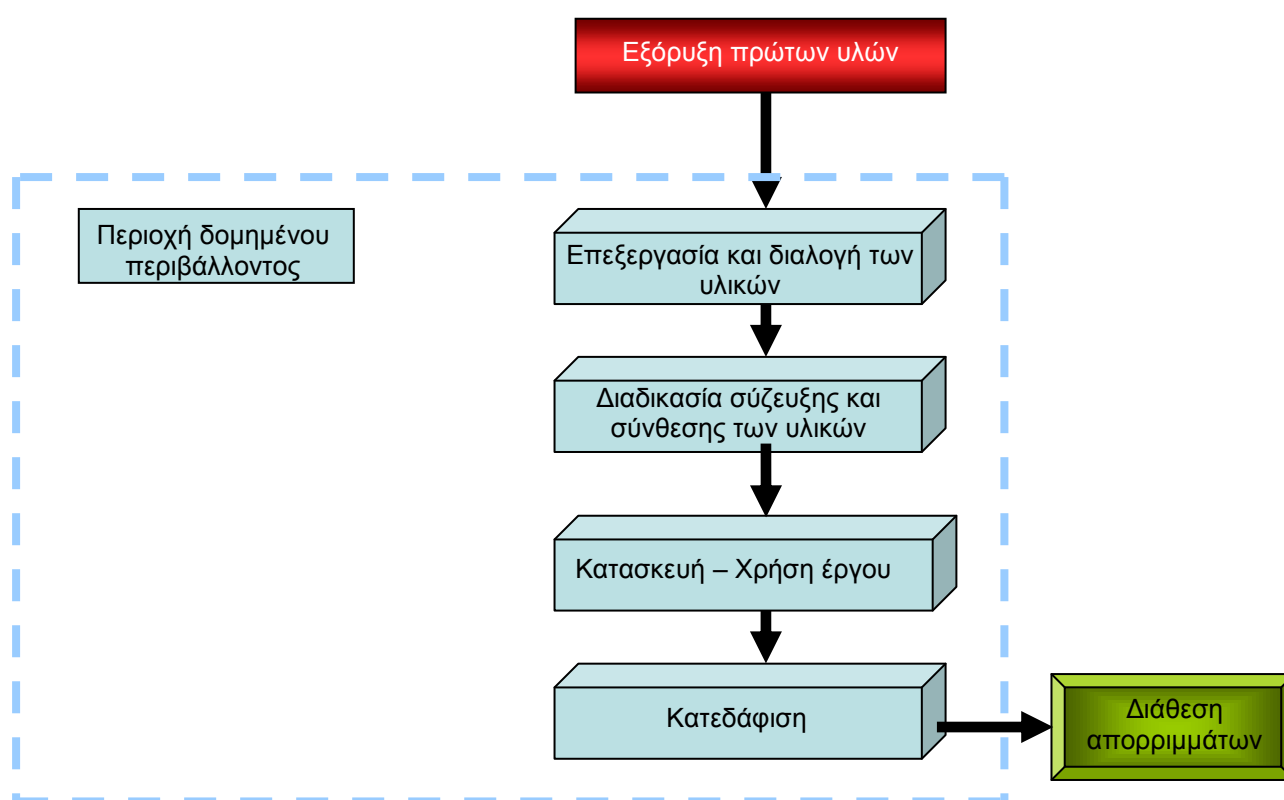 Εξόρυξη πρώτων υλών
Περιοχή δομημένου
περιβάλλοντος
Επεξεργασία και διαλογή των
υλικών
Διαδικασία σύζευξης και
σύνθεσης των υλικών
Κατασκευή – Χρήση έργου
Κατεδάφιση
Διάθεση
απορριμμάτων